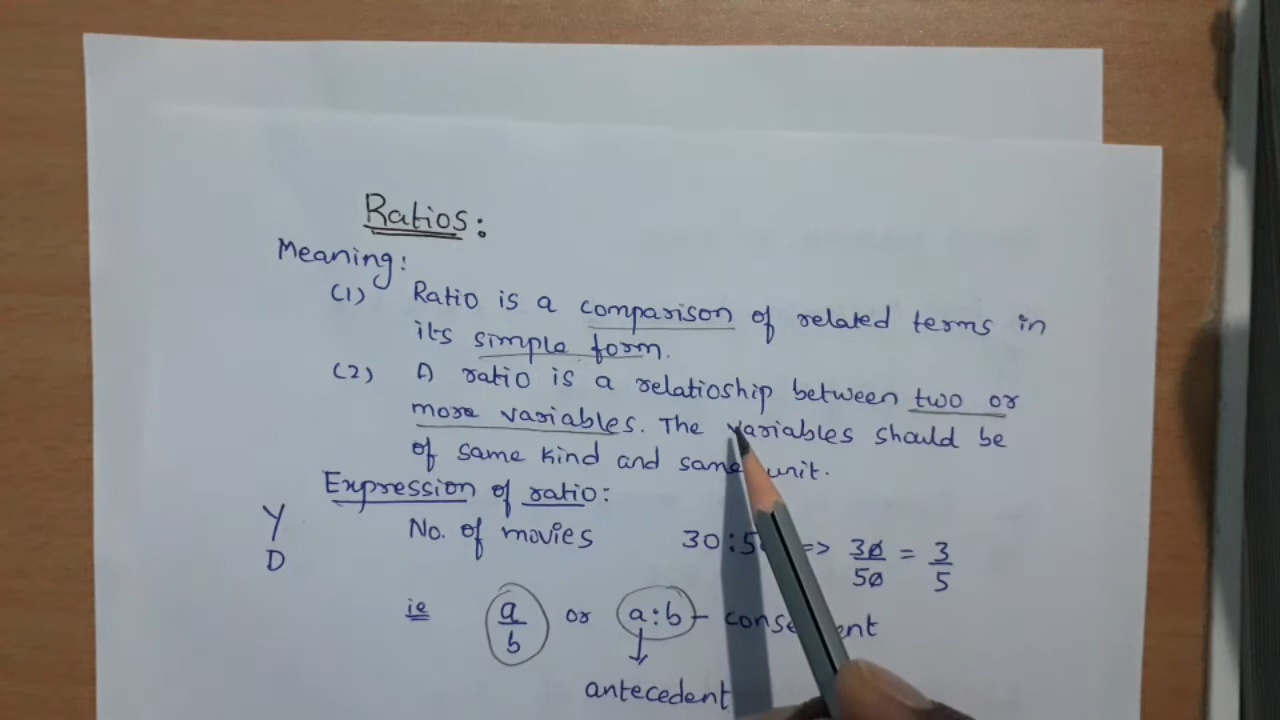 Ratios:
Meaning:
(1) Ratio is a comparison of related terms in
its simple form.
(2) A ratio is a relatioship between two or
more variables. The variables should be
of same kind and same unit.
Expression of ratio:
Y
No. of movies 30:5 => 30/50 = 3/5
D
ie a/b or a:b - 
antecedent